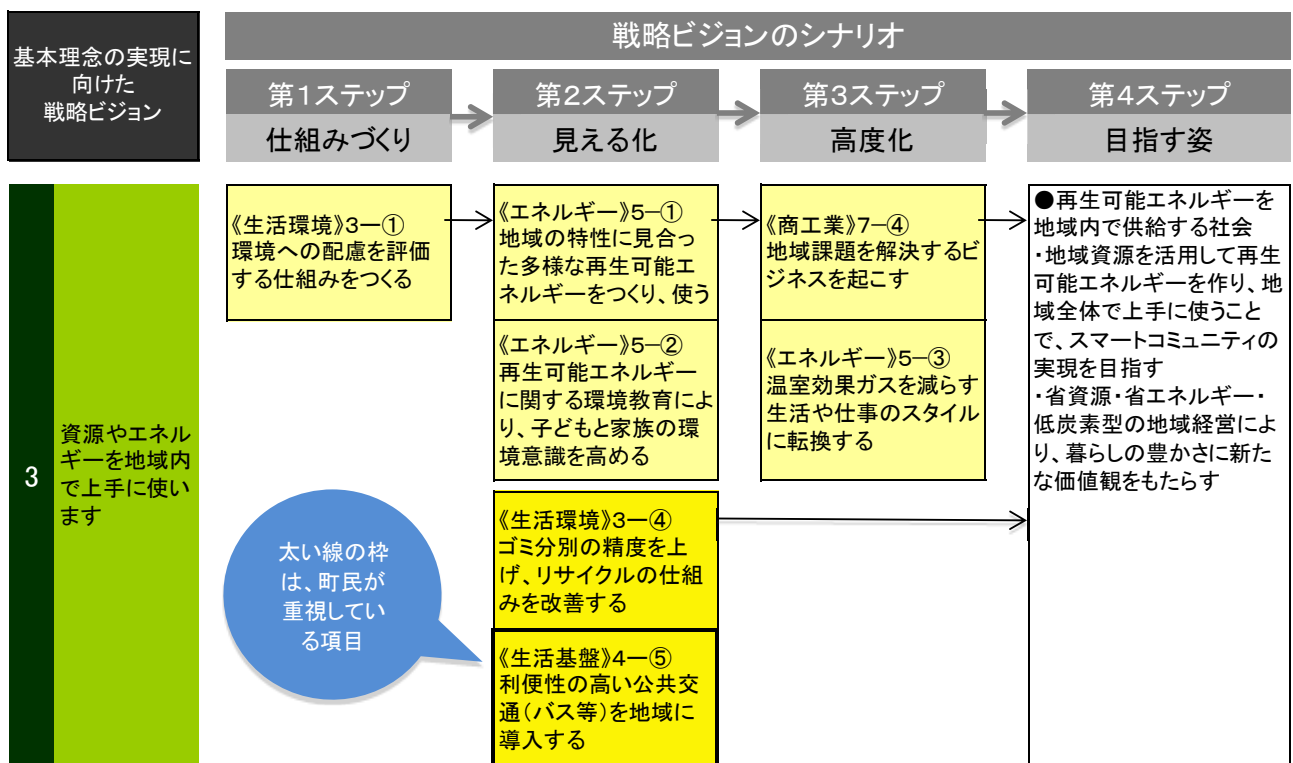 基本理念の実現に
向けた
戦略ビジョン
戦略ビジョンのシナリオ
第1ステップ
仕組みづくり
第2ステップ
見える化
第3ステップ
高度化
第4ステップ
目指す姿
3
資源やエネル
ギーを地域内
で上手に使い
ます
《生活環境》3―①
環境への配慮を評価
する仕組みをつくる
《エネルギー》5―①
地域の特性に見合っ
た多様な再生可能エ
ネルギーをつくり、使う
《エネルギー》5―②
再生可能エネルギー
に関する環境教育によ
り、子どもと家族の環
境意識を高める
《生活環境》3―④
ゴミ分別の精度を上
げ、リサイクルの仕組
みを改善する
《生活基盤》4―⑤
利便性の高い公共交
通(バス等)を地域に
導入する
太い線の枠
は、町民が
重視してい
る項目
《商工業》7―④
地域課題を解決するビ
ジネスを起こす
《エネルギー》5―③
温室効果ガスを減らす
生活や仕事のスタイル
に転換する
●再生可能エネルギーを
地域内で供給する社会
・地域資源を活用して再生
可能エネルギーを作り、地
域全体で上手に使うこと
で、スマートコミュニティの
実現を目指す
・省資源・省エネルギー・
低炭素型の地域経営によ
り、暮らしの豊かさに新た
な価値観をもたらす